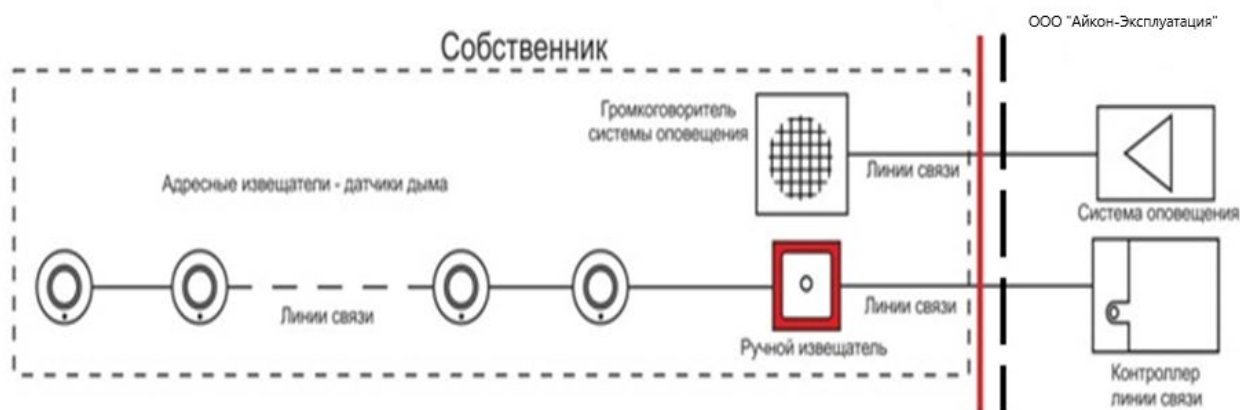 ООО "Айкон-Эксплуатация"
Собственник
Громкоговоритель
системы оповещения
Линии связи
Адресные извещатели - датчики дыма
Система оповещения
Линии связи
Линии связи
Ручной извещатель
Контроллер
линии связи